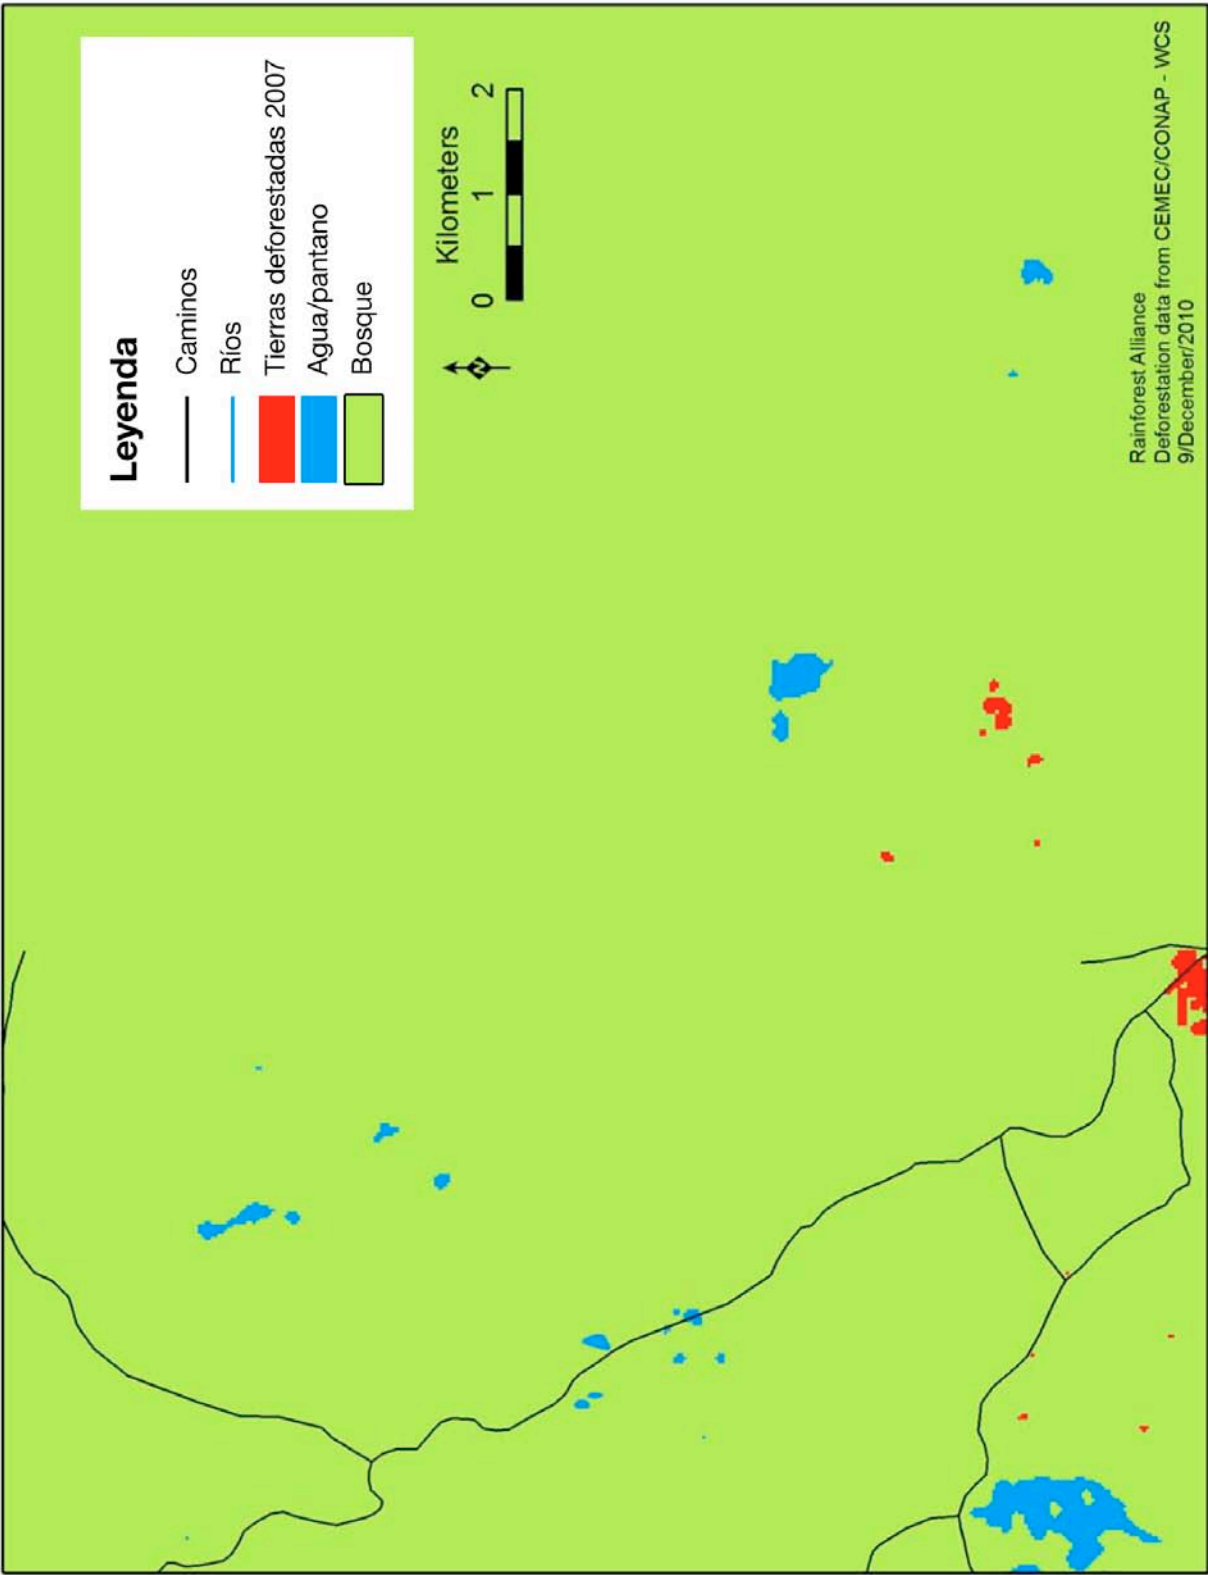 Leyenda
Caminos
Ríos
Tierras deforestadas 2007
Agua/pantano
Bosque
Kilometers
0 1 2
N
Rainforest Alliance
Deforestation data from CEMEC/CONAP - WCS
9/December/2010